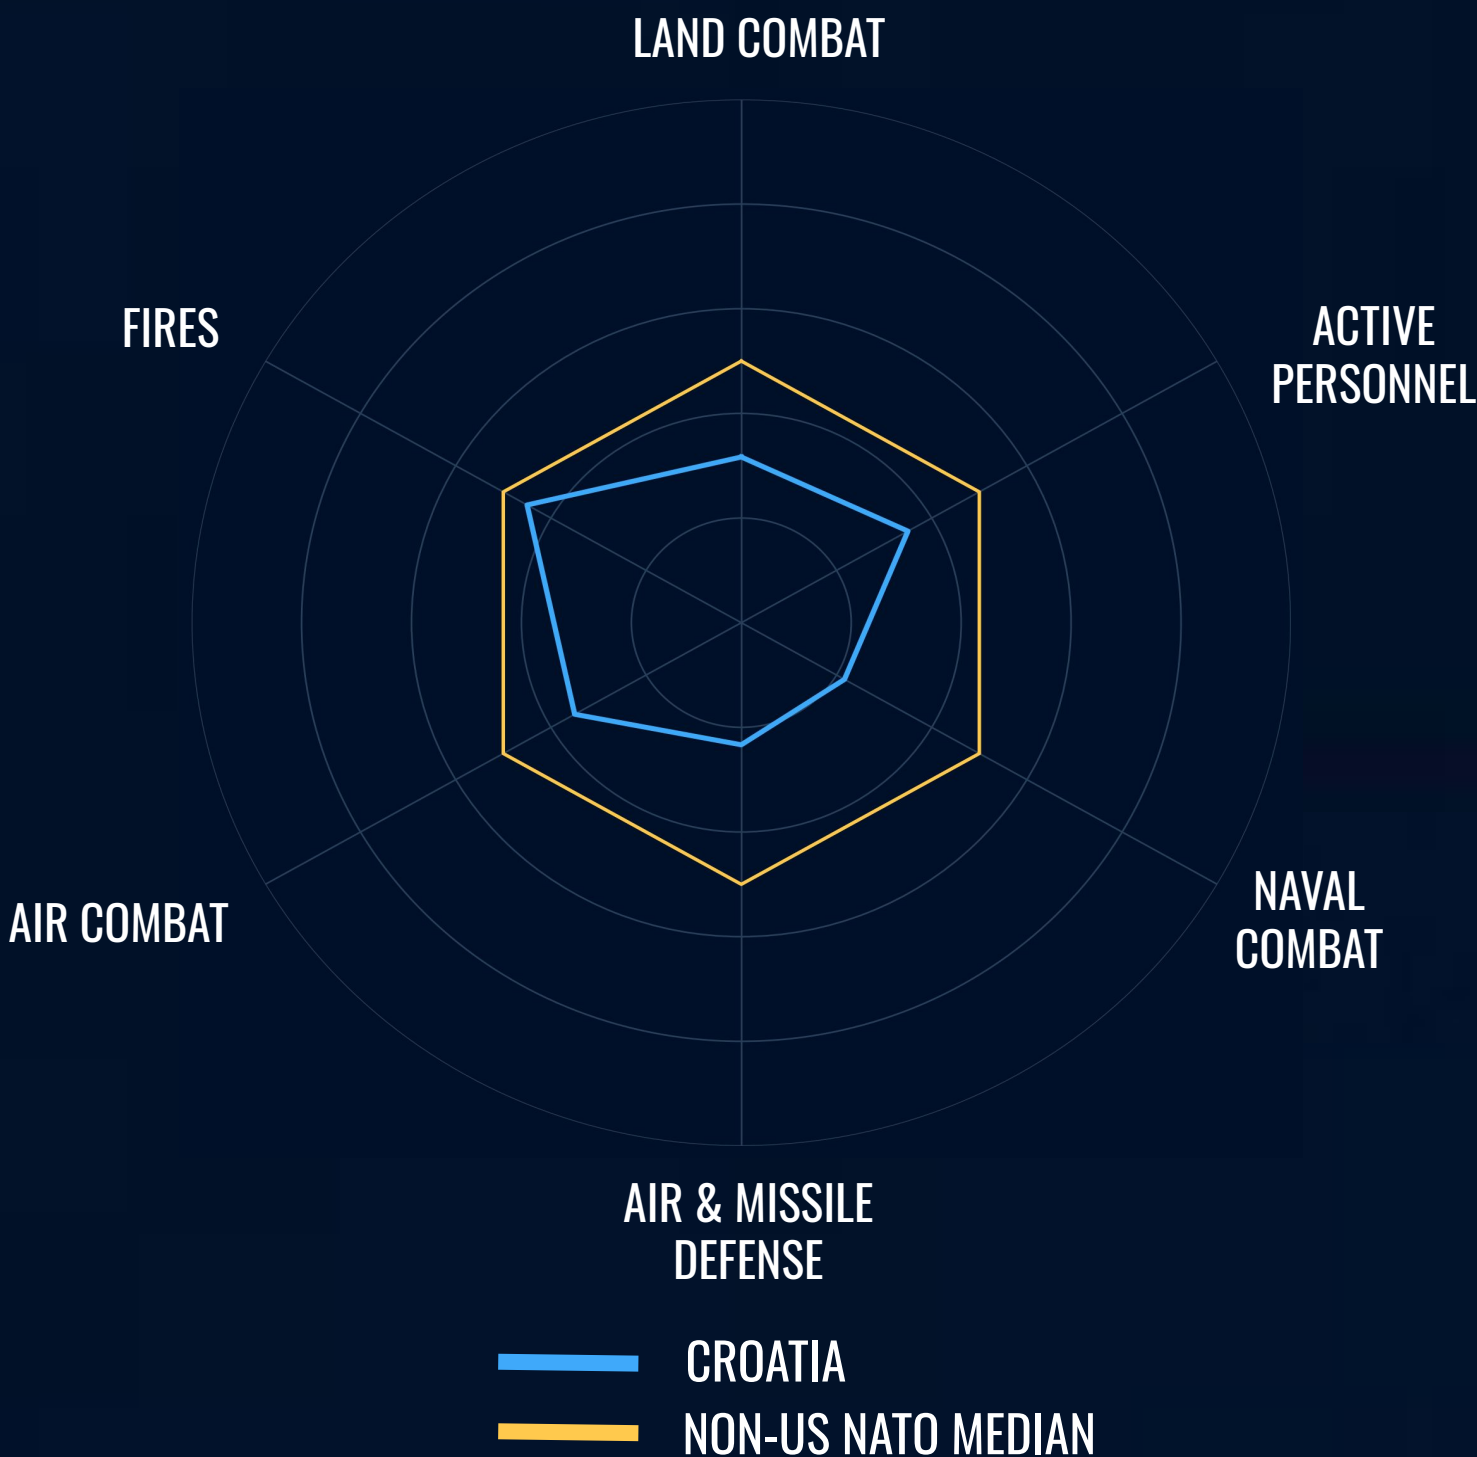 LAND COMBAT
FIRES
ACTIVE
PERSONNEL
AIR COMBAT
NAVAL
COMBAT
AIR & MISSILE
DEFENSE
CROATIA
NON-US NATO MEDIAN